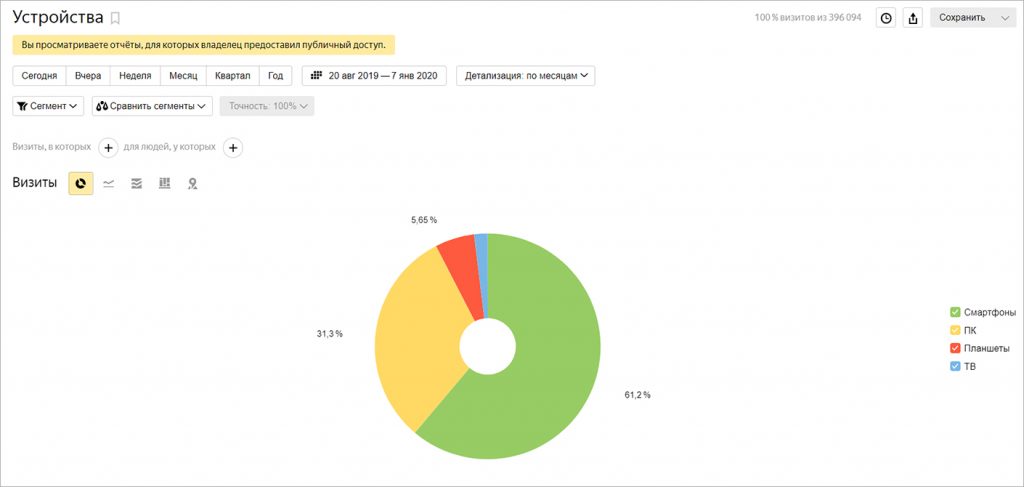 Устройства
100 % визитов из 396 094
Сохранить
Вы просматриваете отчёты, для которых владелец предоставил публичный доступ.
Сегодня Вчера Неделя Месяц Квартал Год 20 авг 2019 — 7 янв 2020 Детализация: по месяцам
Сегмент Сравнить сегменты Точность: 100%
Визиты, в которых + для людей, у которых +
Визиты
5,65 %
31,3 %
61,2 %
Смартфоны
ПК
Планшеты
ТВ